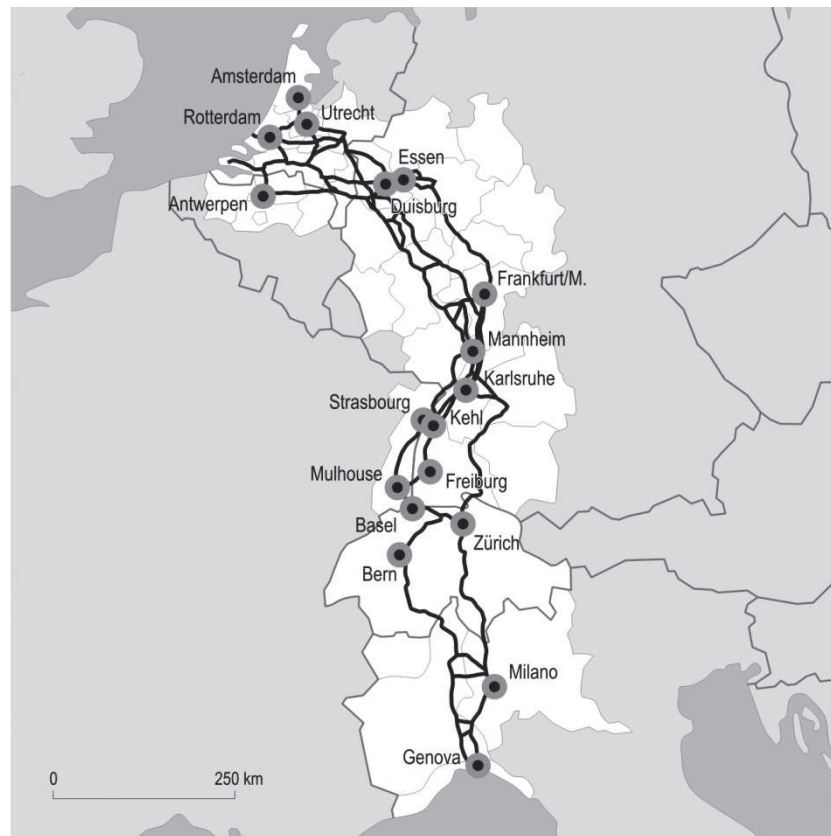 Amsterdam
Rotterdam
Utrecht
Essen
Antwerpen
Duisburg
Frankfurt/M.
Mannheim
Karlsruhe
Strasbourg
Kehl
Mulhouse
Freiburg
Basel
Zürich
Bern
Milano
Genova
0 250 km